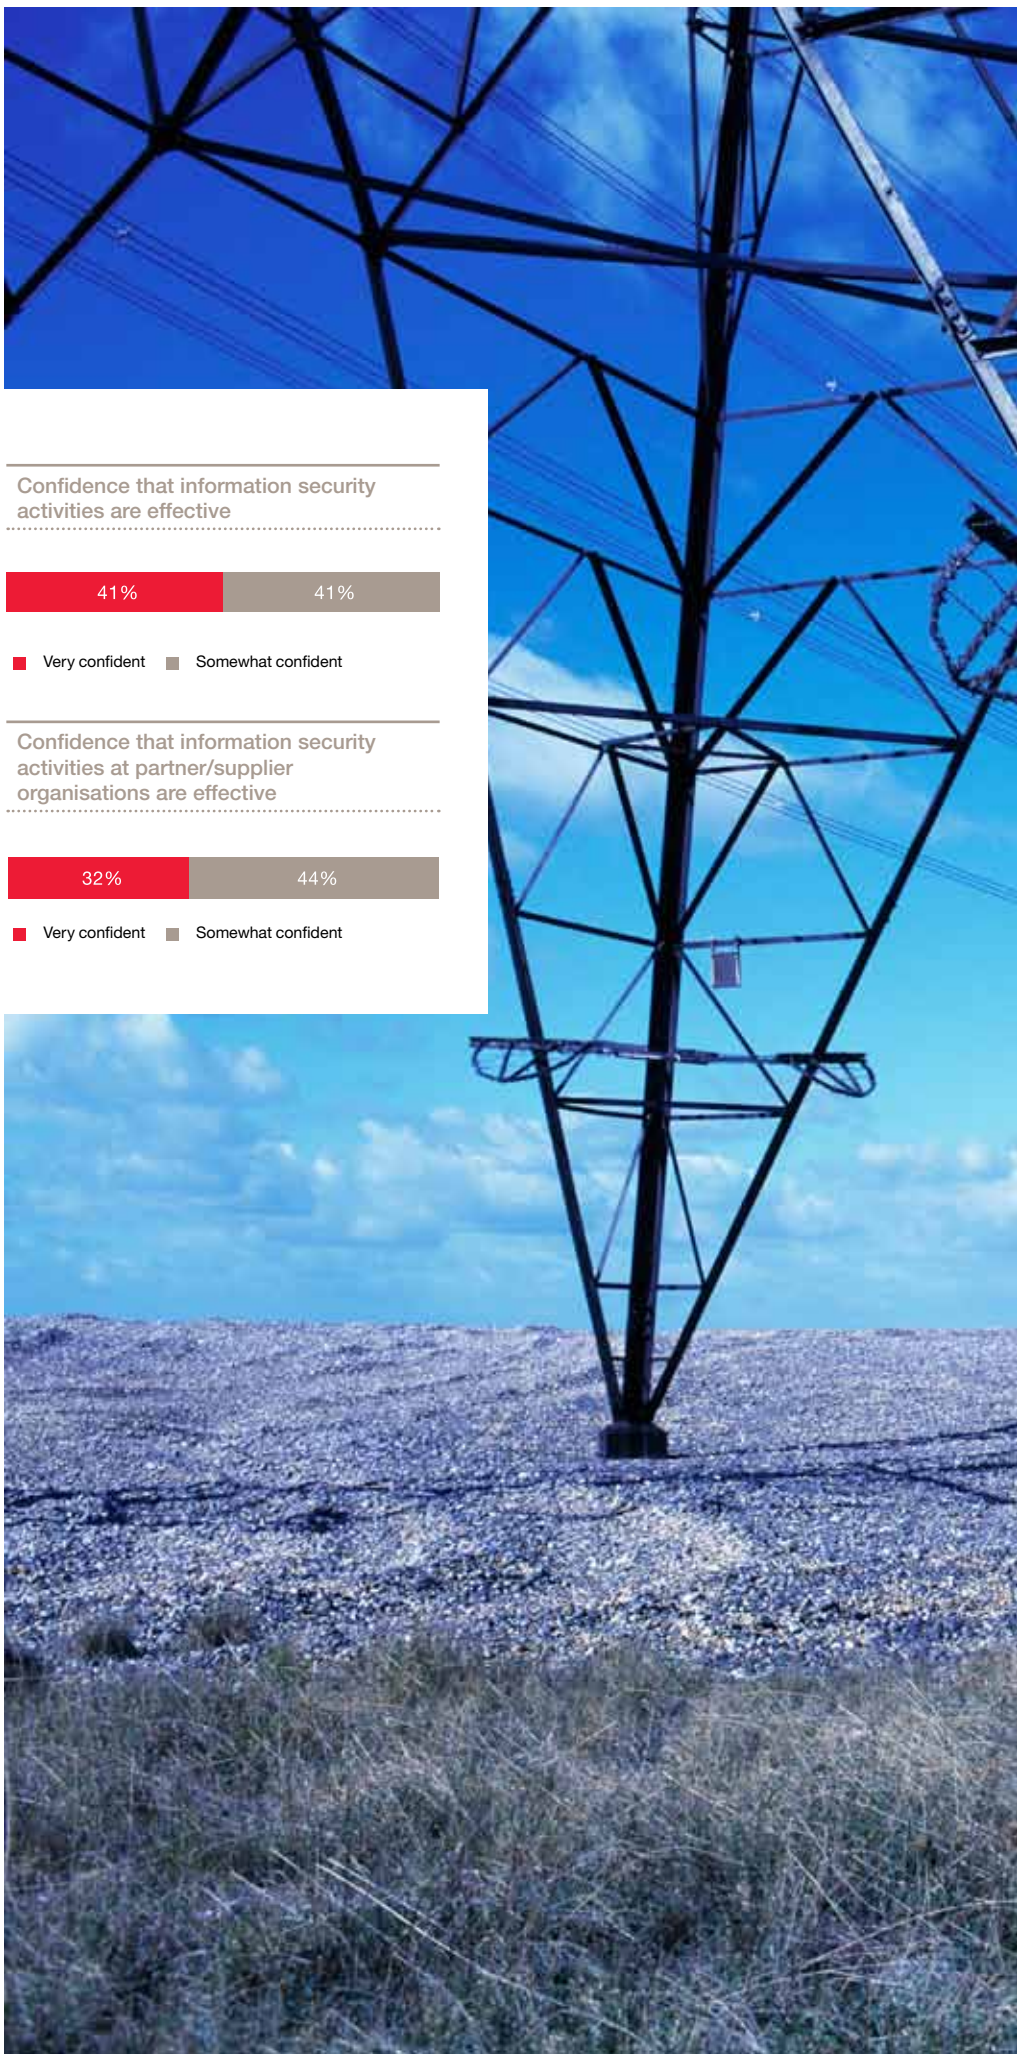 Confidence that information security
activities are effective
41% 41%
Very confident Somewhat confident
Confidence that information security
activities at partner/supplier
organisations are effective
32% 44%
Very confident Somewhat confident